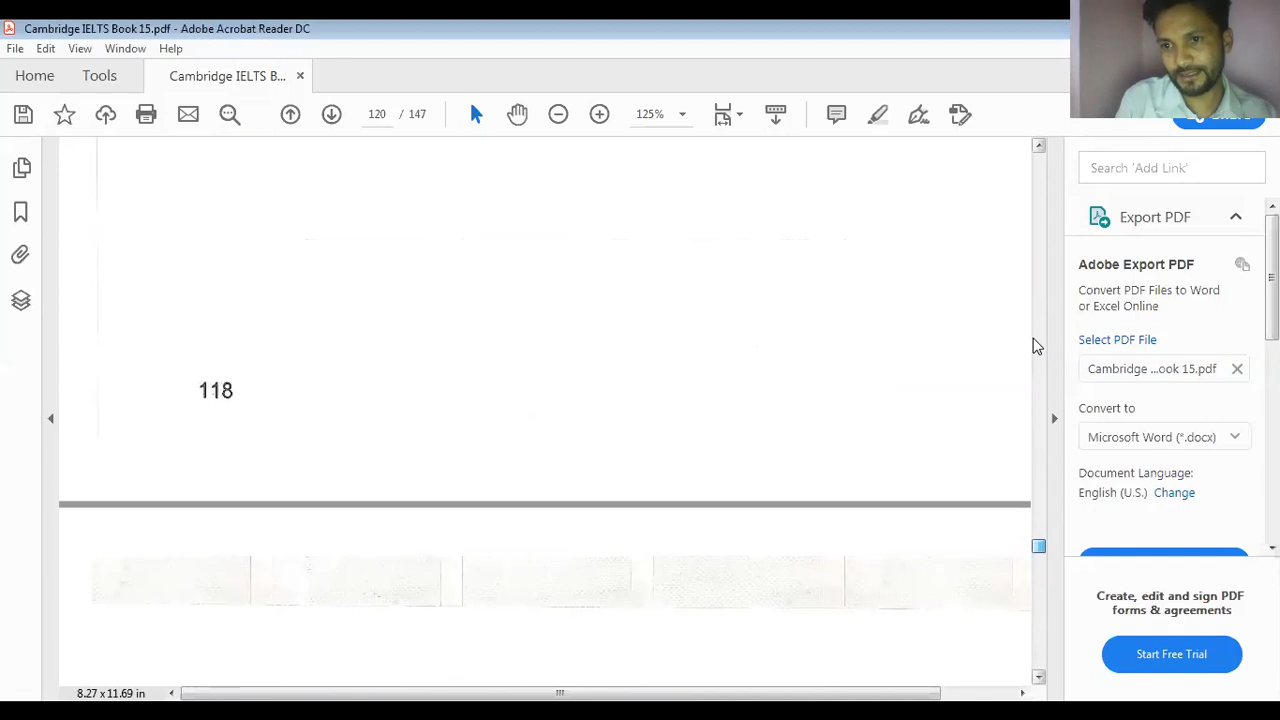 Cambridge IELTS Book 15.pdf - Adobe Acrobat Reader DC
File Edit View Window Help
Home Tools Cambridge IELTS B... ×
120 / 147 125%
Search 'Add Link'
Export PDF
Adobe Export PDF
Convert PDF Files to Word
or Excel Online
Select PDF File
Cambridge ...ook 15.pdf
Convert to
Microsoft Word (*.docx)
Document Language:
English (U.S.) Change
118
Create, edit and sign PDF
forms & agreements
Start Free Trial
8.27 x 11.69 in